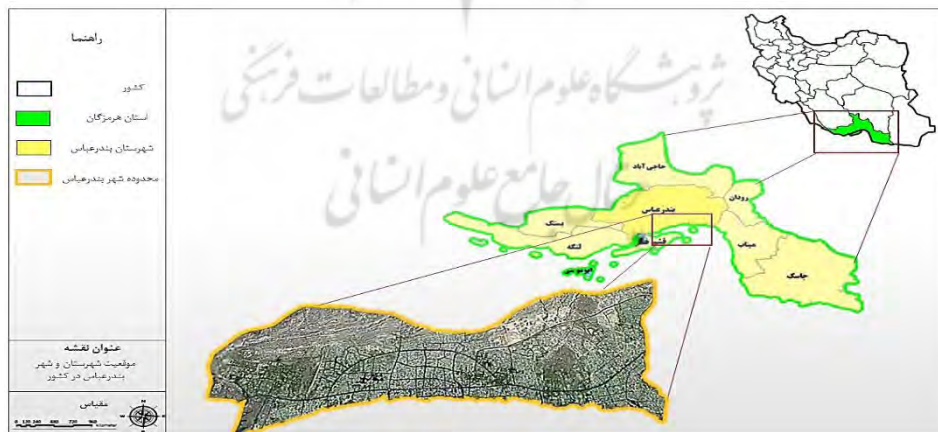 راهنما
کشور
استان هرمزگان
شهرستان بندرعباس
محدوده شهر بندرعباس
عنوان نقشه
موقعیت شهرستان و شهر
بندرعباس در کشور
مقیاس
پژوهشگاه علوم انسانی و مطالعات فرهنگی
پرتال جامع علوم انسانی
حاجی آباد
رودان
بندرعباس
بستک
لنگه
قشم
میناب
جاسک
ابوموسی